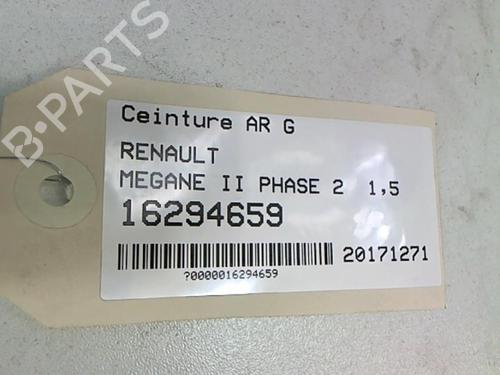 B-PARTS
Ceinture AR G
RENAULT
MEGANE II PHASE 2 1,5
16294659
20171271
?0000016294659